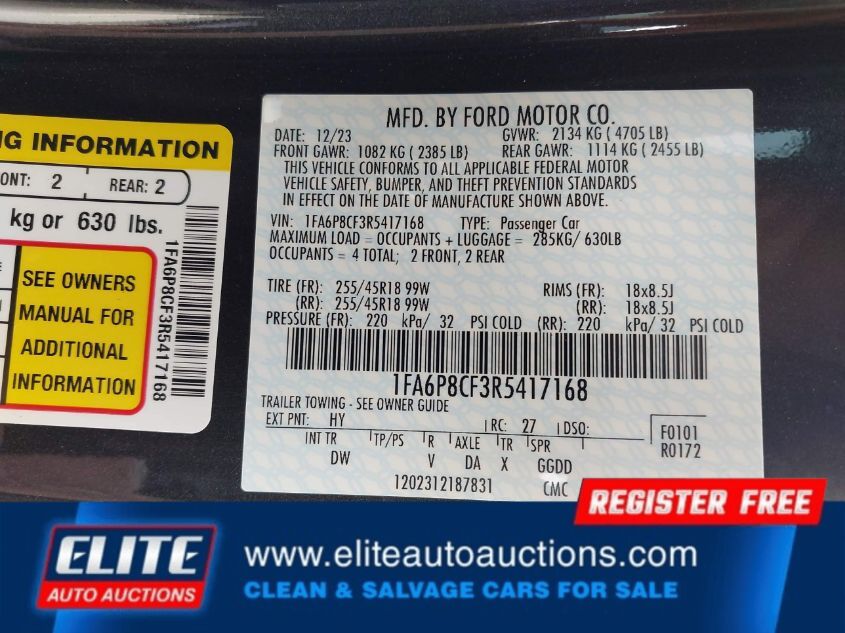 NG INFORMATION
ONT: 2 REAR: 2
kg or 630 lbs.
SEE OWNERS
MANUAL FOR
ADDITIONAL
INFORMATION
1FA6P8CF3R5417168
MFD. BY FORD MOTOR CO.
DATE: 12/23 GVWR: 2134 KG ( 4705 LB)
FRONT GAWR: 1082 KG ( 2385 LB) REAR GAWR: 1114 KG ( 2455 LB)
THIS VEHICLE CONFORMS TO ALL APPLICABLE FEDERAL MOTOR
VEHICLE SAFETY, BUMPER, AND THEFT PREVENTION STANDARDS
IN EFFECT ON THE DATE OF MANUFACTURE SHOWN ABOVE.
VIN: 1FA6P8CF3R5417168 TYPE: Passenger Car
MAXIMUM LOAD = OCCUPANTS + LUGGAGE = 285KG/ 630LB
OCCUPANTS = 4 TOTAL; 2 FRONT, 2 REAR
TIRE (FR): 255/45R18 99W RIMS (FR): 18x8.5J
(RR): 255/45R18 99W (RR): 18x8.5J
PRESSURE (FR): 220 kPa/ 32 PSI COLD (RR): 220 kPa/ 32 PSI COLD
1FA6P8CF3R5417168
TRAILER TOWING - SEE OWNER GUIDE
EXT PNT: HY RC: 27 DSO: F0101
INT TR TP/PS R AXLE TR SPR R0172
DW V DA X GGDD
1202312187831 CMC
REGISTER FREE
ELITE
AUTO AUCTIONS
www.eliteautoauctions.com
CLEAN & SALVAGE CARS FOR SALE